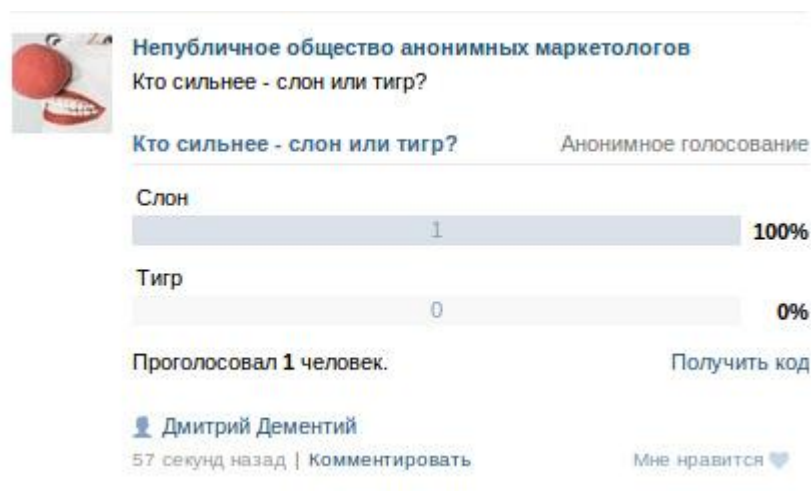 Непубличное общество анонимных маркетологов
Кто сильнее - слон или тигр?
Кто сильнее - слон или тигр? Анонимное голосование
Слон
1 100%
Тигр
0 0%
Проголосовал 1 человек. Получить код
Дмитрий Дементий
57 секунд назад | Комментировать Мне нравится